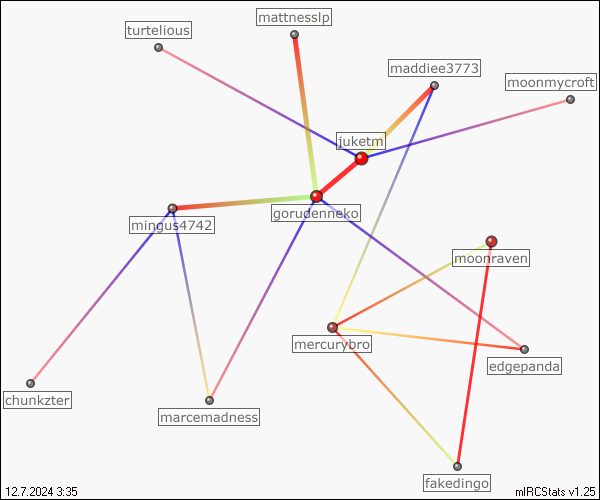 mattnesslp
turtelious
maddiee3773
moonmycroft
juketm
gorudenneko
mingus4742
moonraven
mercurybro
edgepanda
chunkzter
marcemadness
fakedingo
12.7.2024 3:35
mIRCStats v1.25